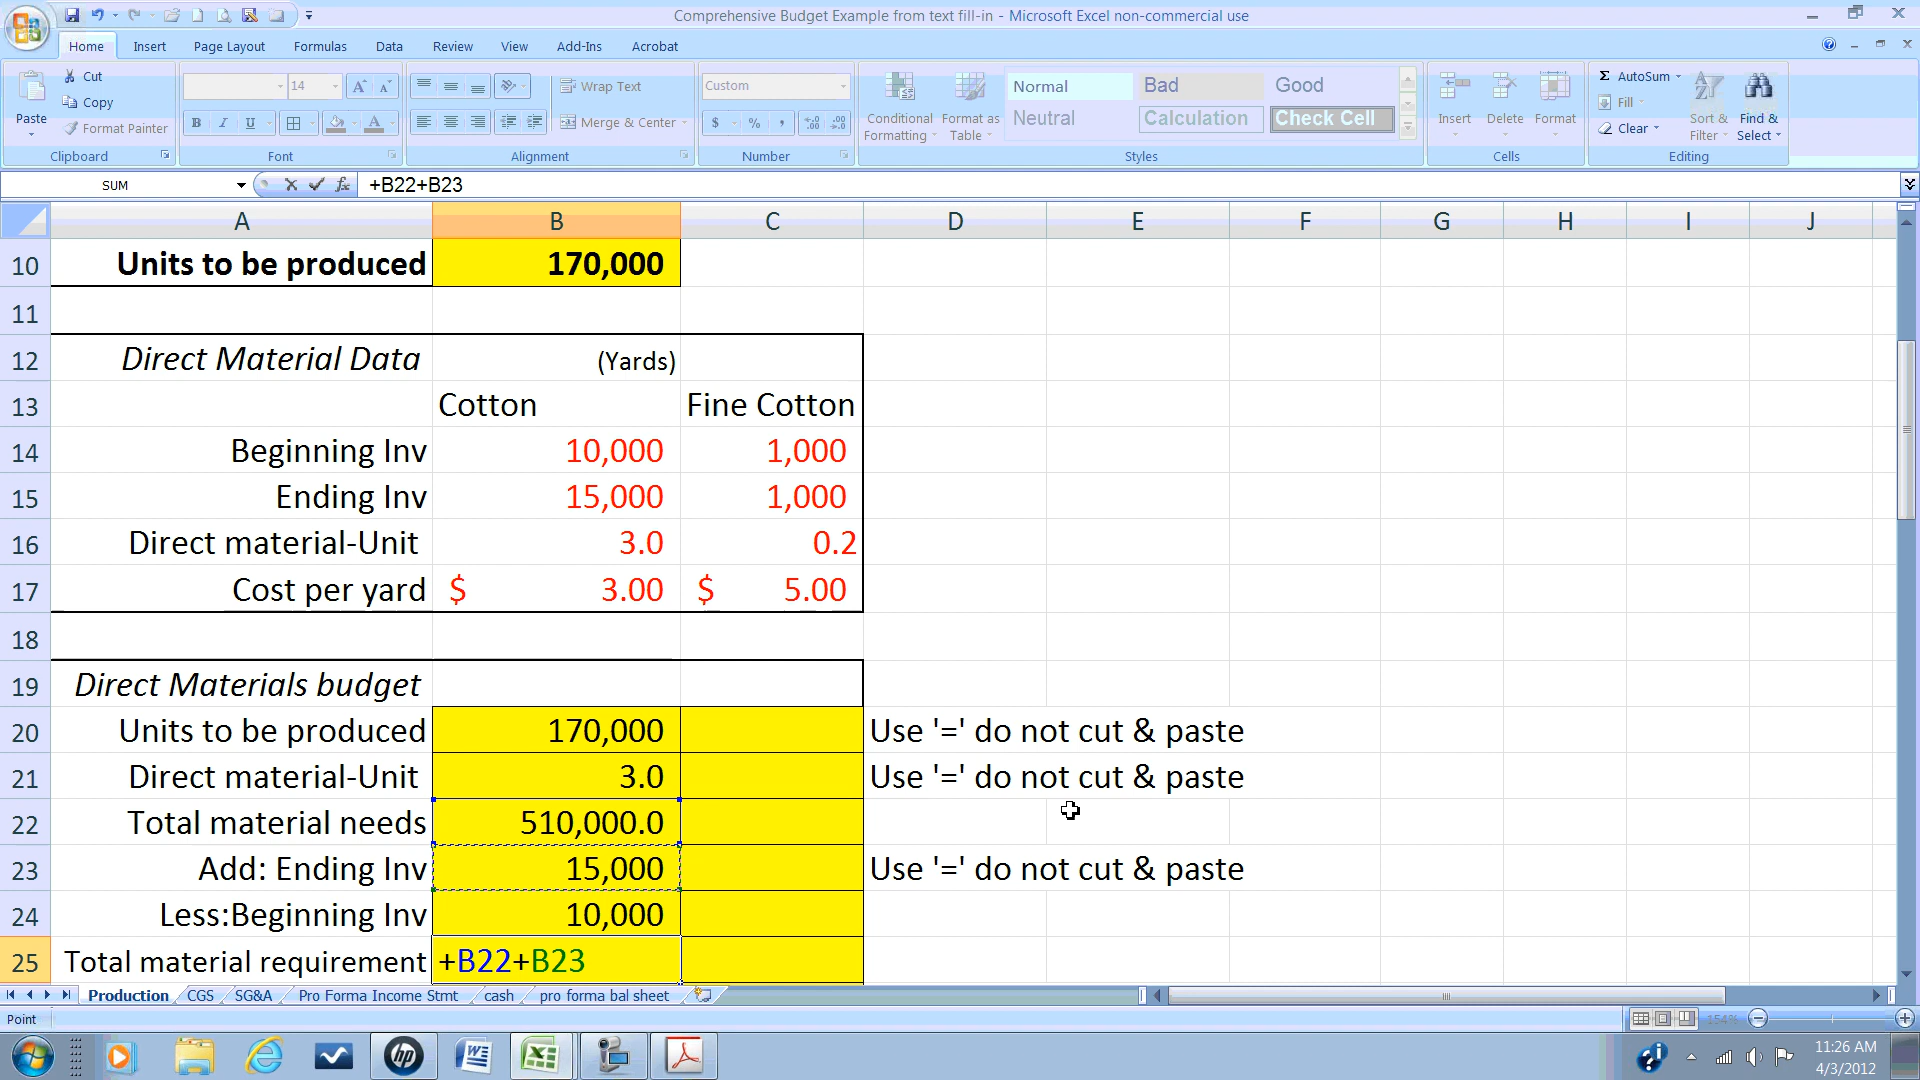 Comprehensive Budget Example from text fill-in - Microsoft Excel non-commercial use
Home Insert Page Layout Formulas Data Review View Add-Ins Acrobat
Paste
Cut
Copy
Format Painter
Clipboard
14
B I U
Font
Wrap Text
Merge & Center
Alignment
Custom
$ % ,
Number
Conditional Formatting
Format as Table
Normal Bad Good
Neutral Calculation Check Cell
Styles
Insert Delete Format
Cells
Σ AutoSum
Fill
Clear
Sort & Filter
Find & Select
Editing
SUM fx +B22+B23
A B C D E F G H I J
10 Units to be produced 170,000
11
12 Direct Material Data (Yards)
13 Cotton Fine Cotton
14 Beginning Inv 10,000 1,000
15 Ending Inv 15,000 1,000
16 Direct material-Unit 3.0 0.2
17 Cost per yard $ 3.00 $ 5.00
18
19 Direct Materials budget
20 Units to be produced 170,000 Use '=' do not cut & paste
21 Direct material-Unit 3.0 Use '=' do not cut & paste
22 Total material needs 510,000.0
23 Add: Ending Inv 15,000 Use '=' do not cut & paste
24 Less:Beginning Inv 10,000
25 Total material requirement +B22+B23
Production CGS SG&A Pro Forma Income Stmt cash pro forma bal sheet
Point 154%
hp
11:26 AM
4/3/2012